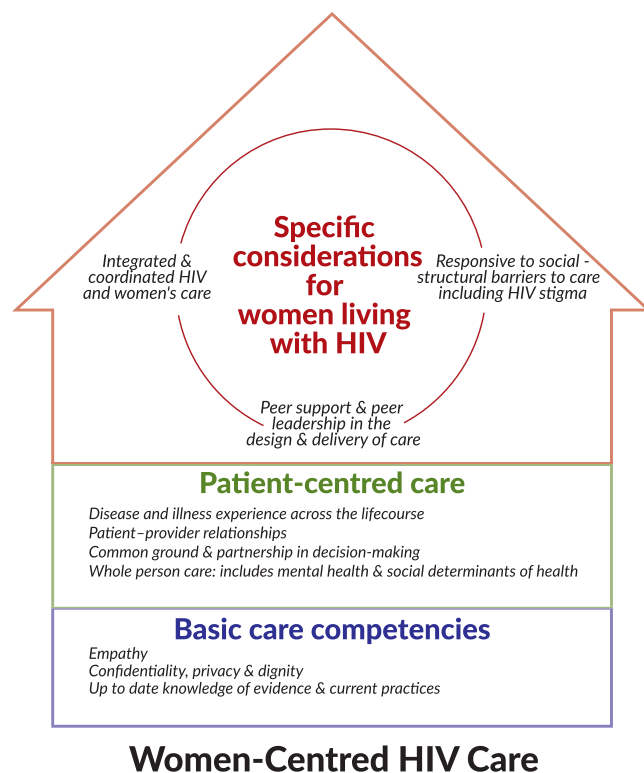 Specific
considerations
for
women living
with HIV
Integrated &
coordinated HIV
and women's care
Responsive to social -
structural barriers to care
including HIV stigma
Peer support & peer
leadership in the
design & delivery of care
Patient-centred care
Disease and illness experience across the lifecourse
Patient–provider relationships
Common ground & partnership in decision-making
Whole person care: includes mental health & social determinants of health
Basic care competencies
Empathy
Confidentiality, privacy & dignity
Up to date knowledge of evidence & current practices
Women-Centred HIV Care